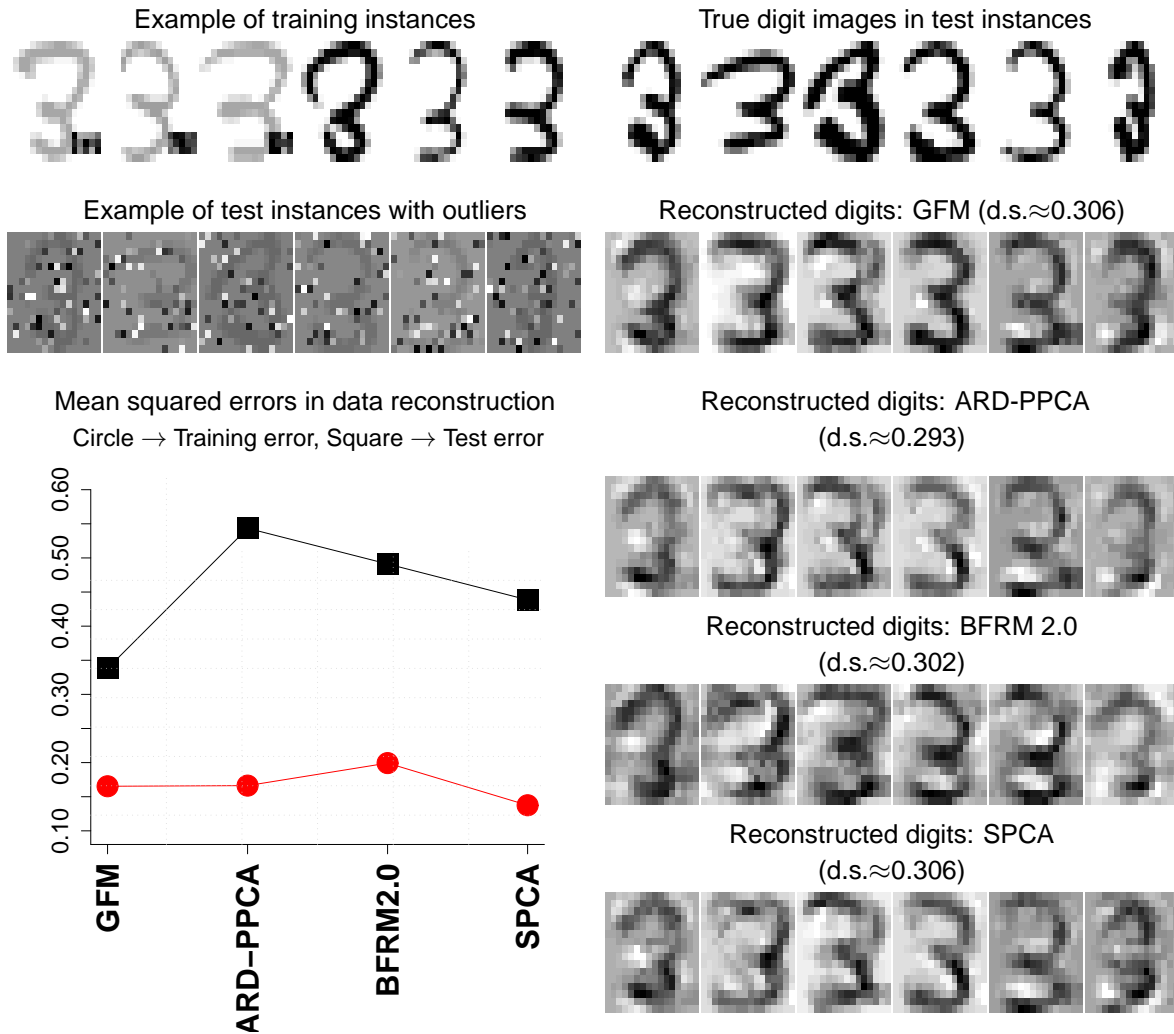 Example of training instances
True digit images in test instances
Example of test instances with outliers
Reconstructed digits: GFM (d.s.≈0.306)
Mean squared errors in data reconstruction
Circle → Training error, Square → Test error
0.60
0.50
0.40
0.30
0.20
0.10
GFM
ARD−PPCA
BFRM2.0
SPCA
Reconstructed digits: ARD-PPCA
(d.s.≈0.293)
Reconstructed digits: BFRM 2.0
(d.s.≈0.302)
Reconstructed digits: SPCA
(d.s.≈0.306)